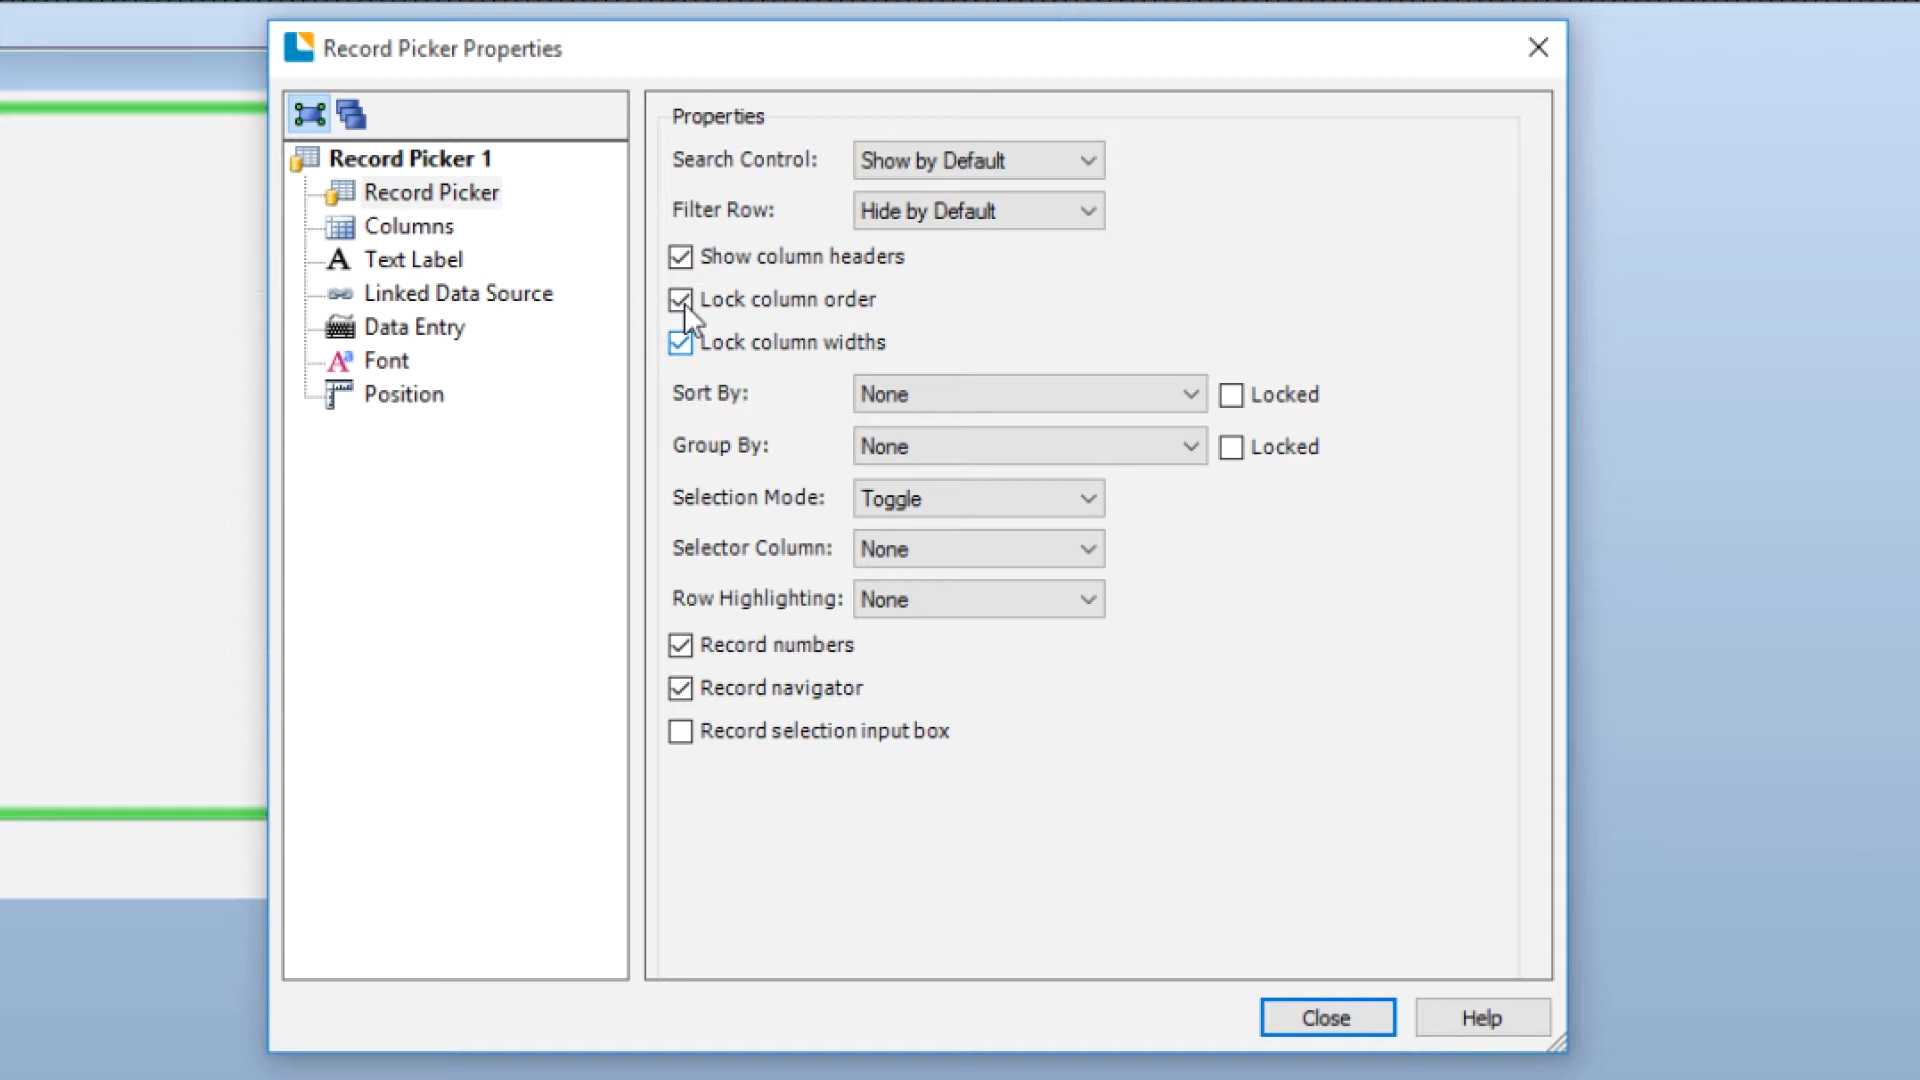 Record Picker Properties
Record Picker 1
Record Picker
Columns
Text Label
Linked Data Source
Data Entry
Font
Position
Properties
Search Control: Show by Default
Filter Row: Hide by Default
Show column headers
Lock column order
Lock column widths
Sort By: None Locked
Group By: None Locked
Selection Mode: Toggle
Selector Column: None
Row Highlighting: None
Record numbers
Record navigator
Record selection input box
Close Help